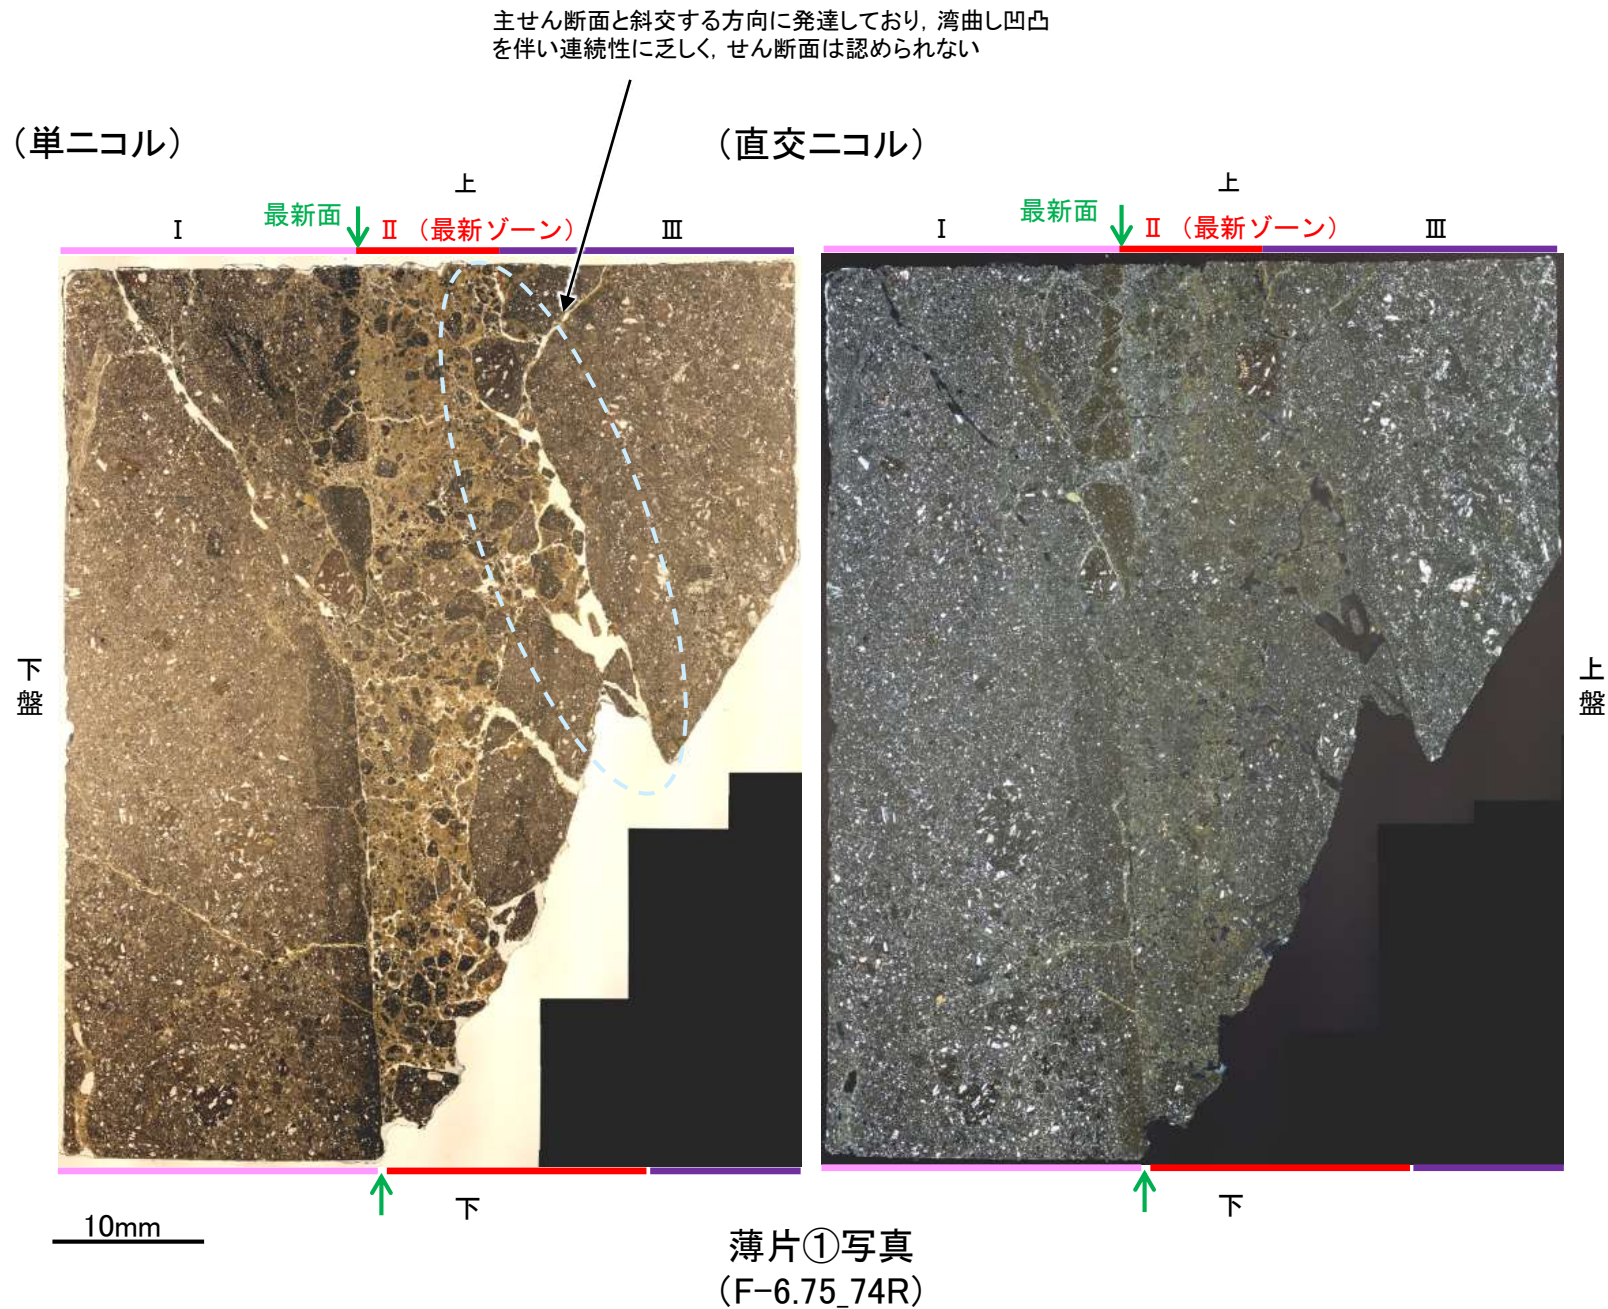 主せん断面と斜交する方向に発達しており, 湾曲し凹凸
を伴い連続性に乏しく, せん断面は認められない
（単ニコル）
（直交ニコル）
上
上
最新面
最新面
Ⅰ
Ⅱ （最新ゾーン）
Ⅲ
Ⅰ
Ⅱ （最新ゾーン）
Ⅲ
下盤
上盤
下
下
10mm
薄片①写真
（F-6.75_74R）